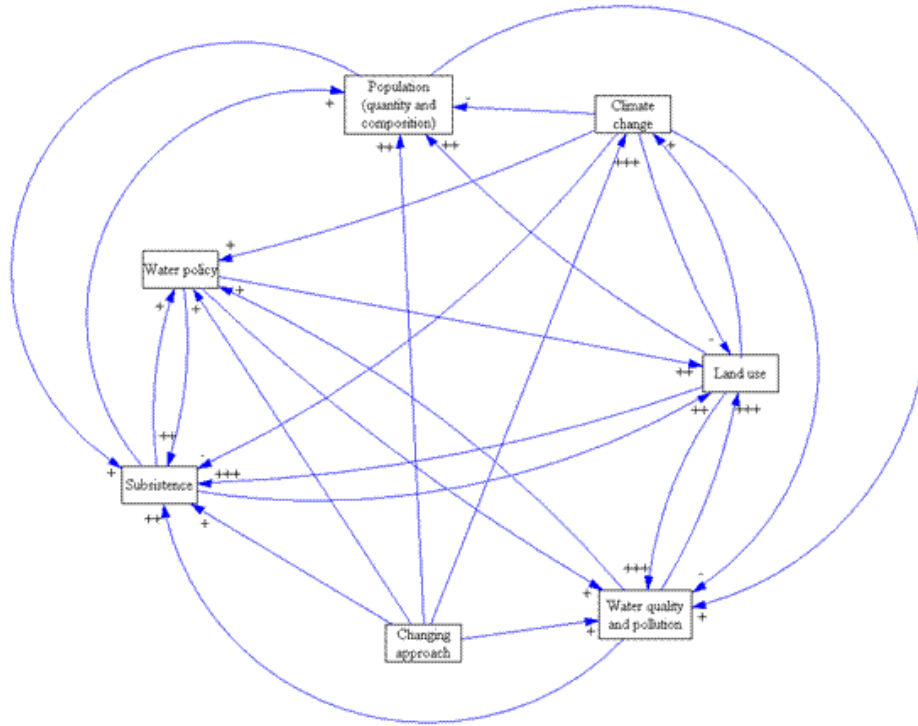 Population
(quantity and
composition)
Climate
change
-
+
++
++
+++
+
Water policy
+
+
+
+
-
++
Land use
++
+++
++
-
+++
+
Subsistence
++
+
+++
-
+
Water quality
and pollution
+
+
Changing
approach